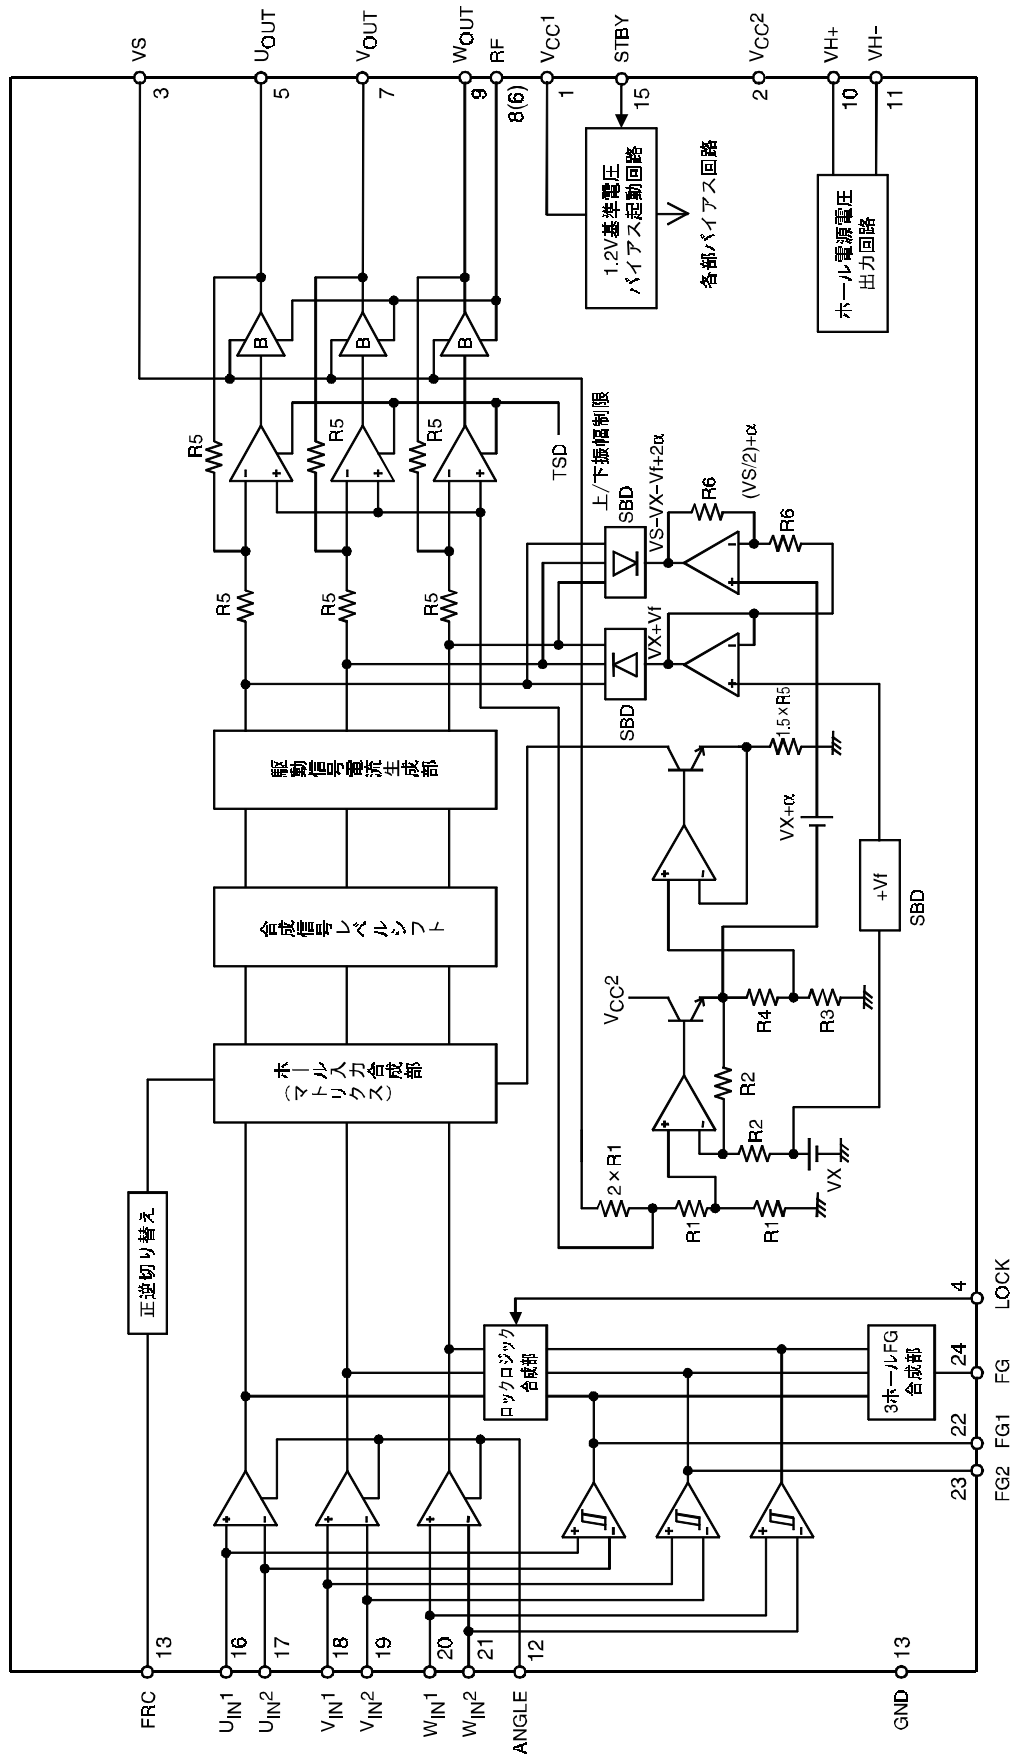 VS
3
UOUT
5
VOUT
7
WOUT
9
RF
8(6)
VCC1
1
STBY
15
VCC2
2
VH+
10
VH-
11
1.2V基準電圧
バイアス起動回路
各部バイアス回路
ホール電源電圧
出力回路
B
B
B
R5
R5
R5
- +
- +
- +
TSD
R5
R5
R5
上/下振幅制限
SBD
VS-VX-Vf+2α
R6
(VS/2)+α
R6
+ -
VX+Vf
SBD
+ -
1.5×R5
駆動信号電流生成部
合成信号レベルシフト
ホール入力合成部
(マトリクス)
正逆切り替え
+ -
VX+α
+Vf
SBD
VCC2
R4
R3
R2
R2
+ -
VX
2×R1
R1
R1
ロックロジック
合成部
3ホールFG
合成部
4
LOCK
24
FG
22
FG1
23
FG2
+ -
+ -
+ -
+ -
+ -
+ -
FRC
13
UIN1
16
UIN2
17
VIN1
18
VIN2
19
WIN1
20
WIN2
21
ANGLE
12
GND
13